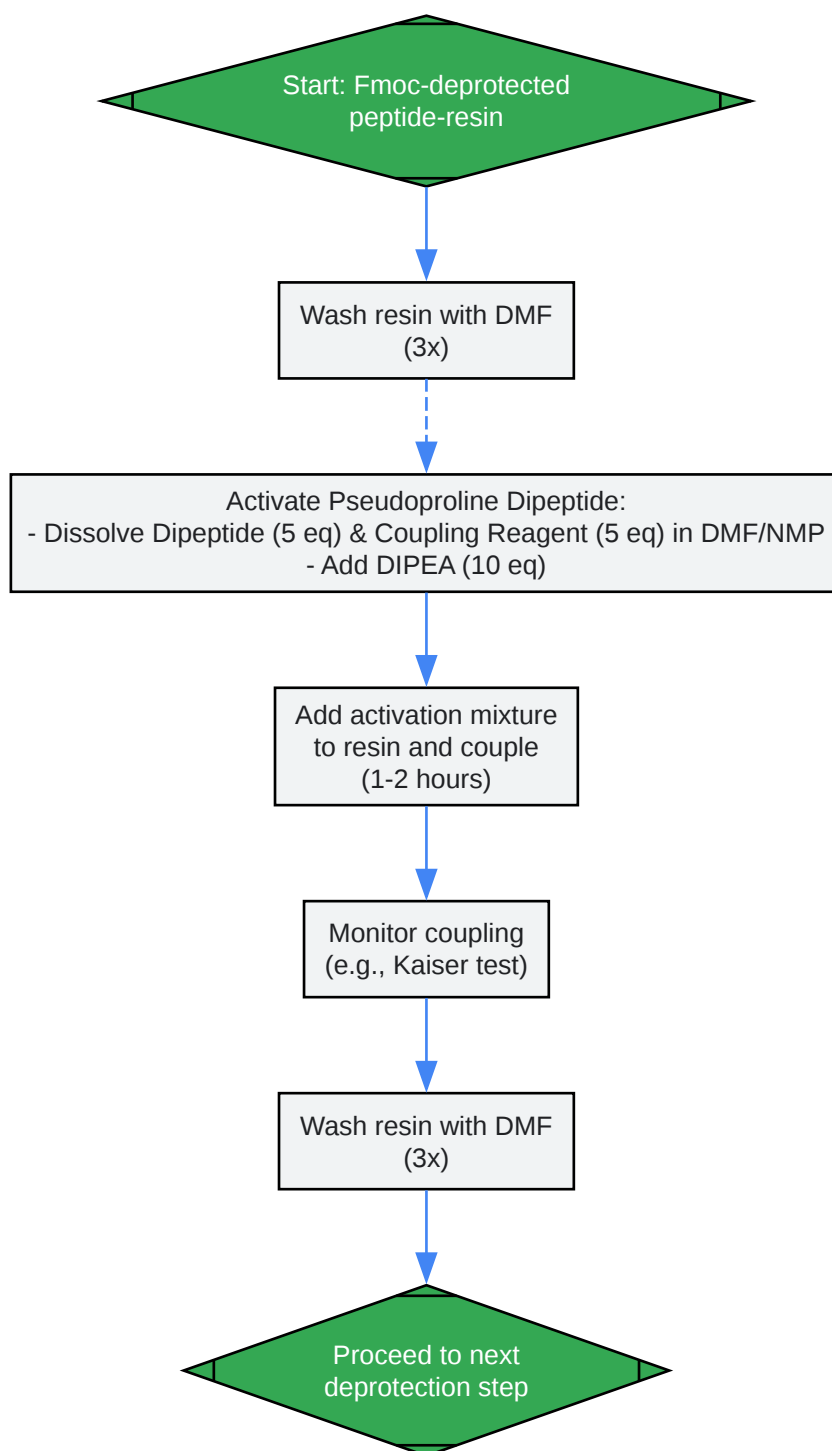 Start: Fmoc-deprotected
peptide-resin
Wash resin with DMF
(3x)
Activate Pseudoproline Dipeptide:
- Dissolve Dipeptide (5 eq) & Coupling Reagent (5 eq) in DMF/NMP
- Add DIPEA (10 eq)
Add activation mixture
to resin and couple
(1-2 hours)
Monitor coupling
(e.g., Kaiser test)
Wash resin with DMF
(3x)
Proceed to next
deprotection step